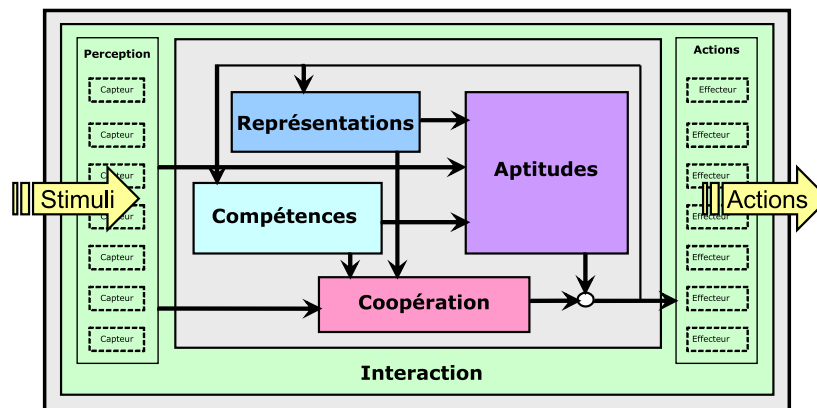 Perception
Actions
Capteur
Effecteur
Représentations
Capteur
Effecteur
Aptitudes
Capteur
Effecteur
Stimuli
Actions
Compétences
Capteur
Effecteur
Capteur
Effecteur
Coopération
Capteur
Effecteur
Capteur
Effecteur
Interaction